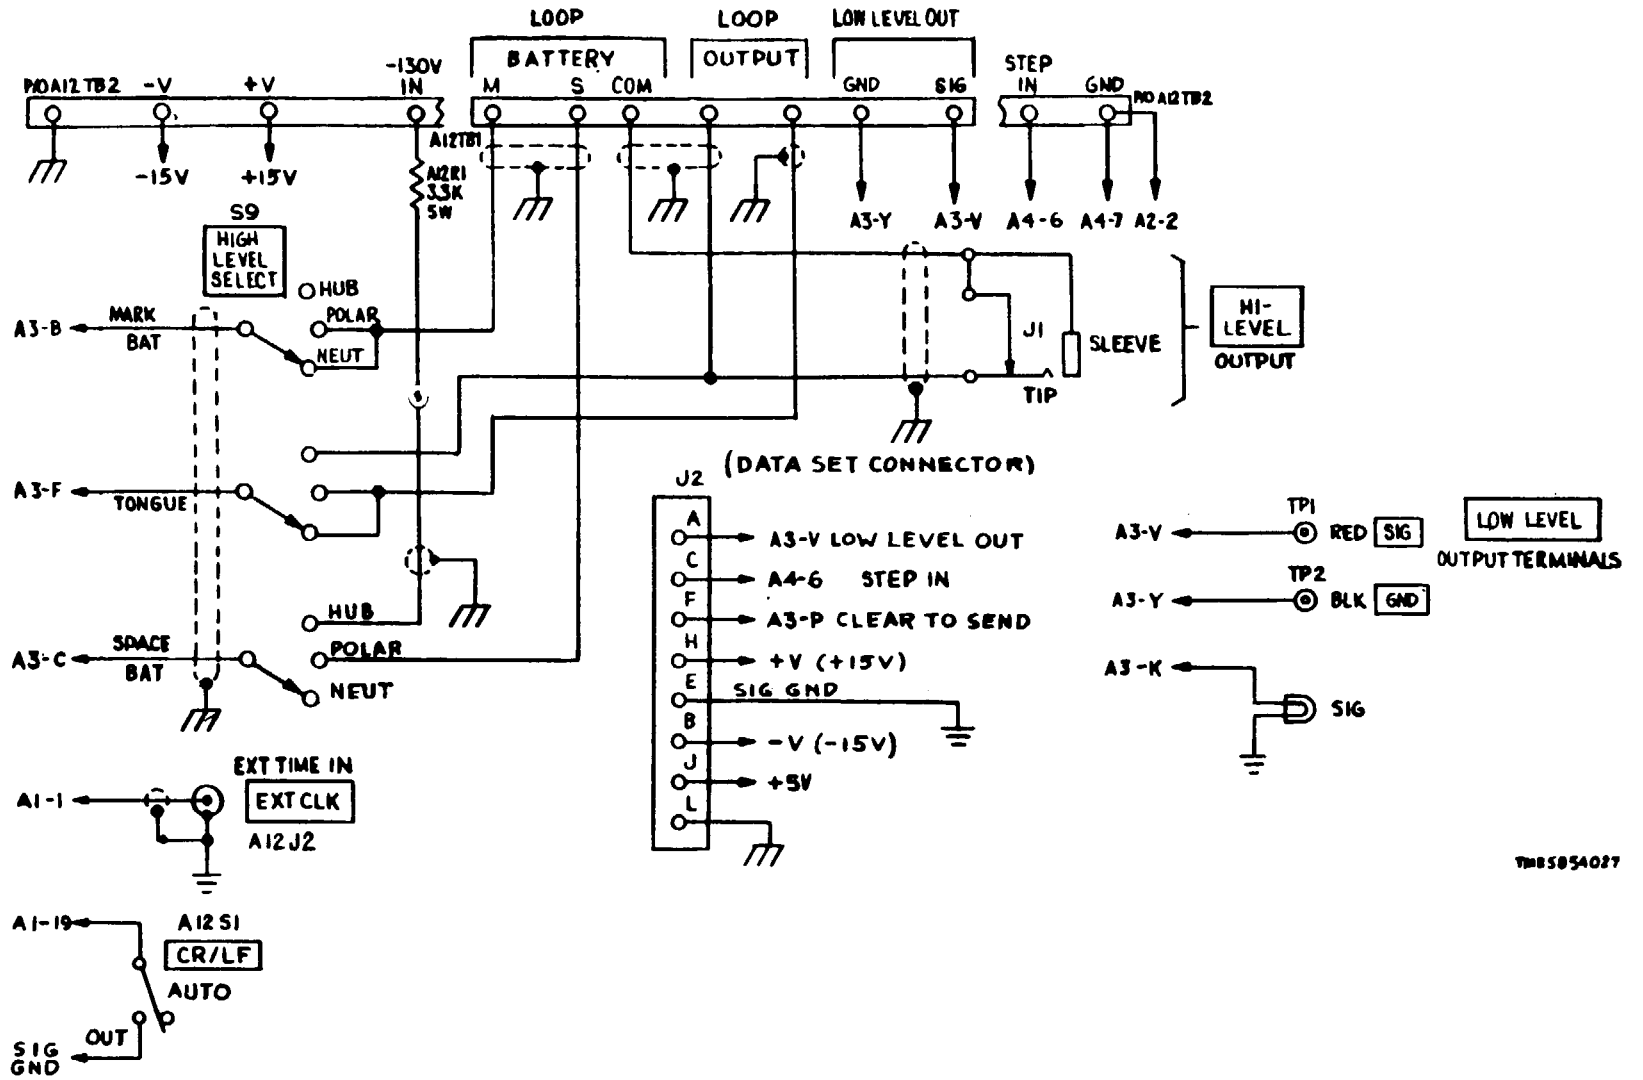 LOOP
BATTERY
LOOP
OUTPUT
LOW LEVEL OUT
P/O A12 TB2
-V
+V
-130V
IN
M
S
COM
GND
SIG
STEP
IN
GND
P/O A12TB2
A12TB1
-15V
+15V
A12R1
3.3K
5W
A3-Y
A3-V
A4-6
A4-7
A2-2
S9
HIGH
LEVEL
SELECT
HUB
POLAR
NEUT
A3-B
MARK
BAT
J1
SLEEVE
TIP
HI-
LEVEL
OUTPUT
A3-F
TONGUE
HUB
POLAR
NEUT
A3-C
SPACE
BAT
(DATA SET CONNECTOR)
J2
A
A3-V LOW LEVEL OUT
C
A4-6 STEP IN
F
A3-P CLEAR TO SEND
H
+V (+15V)
E
SIG GND
B
-V (-15V)
J
+5V
L
A3-V
TP1
RED
SIG
LOW LEVEL
OUTPUT TERMINALS
A3-Y
TP2
BLK
GND
A3-K
SIG
EXT TIME IN
A1-1
EXT CLK
A12J2
A1-19
A12S1
CR/LF
AUTO
OUT
SIG
GND
TM85854027